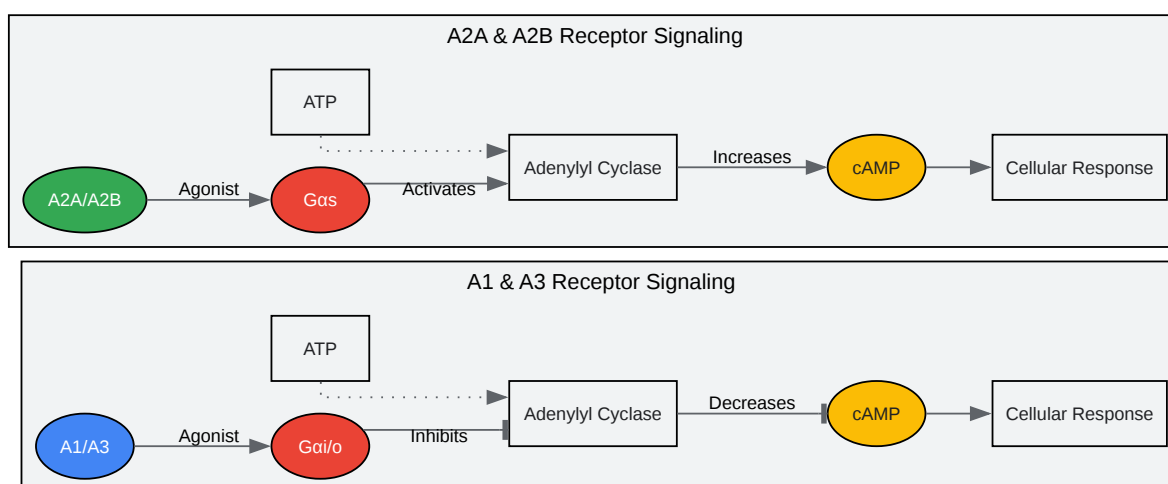 A2A & A2B Receptor Signaling
ATP
A2A/A2B
Agonist
Gαs
Activates
Adenylyl Cyclase
Increases
cAMP
Cellular Response
A1 & A3 Receptor Signaling
ATP
A1/A3
Agonist
Gαi/o
Inhibits
Adenylyl Cyclase
Decreases
cAMP
Cellular Response